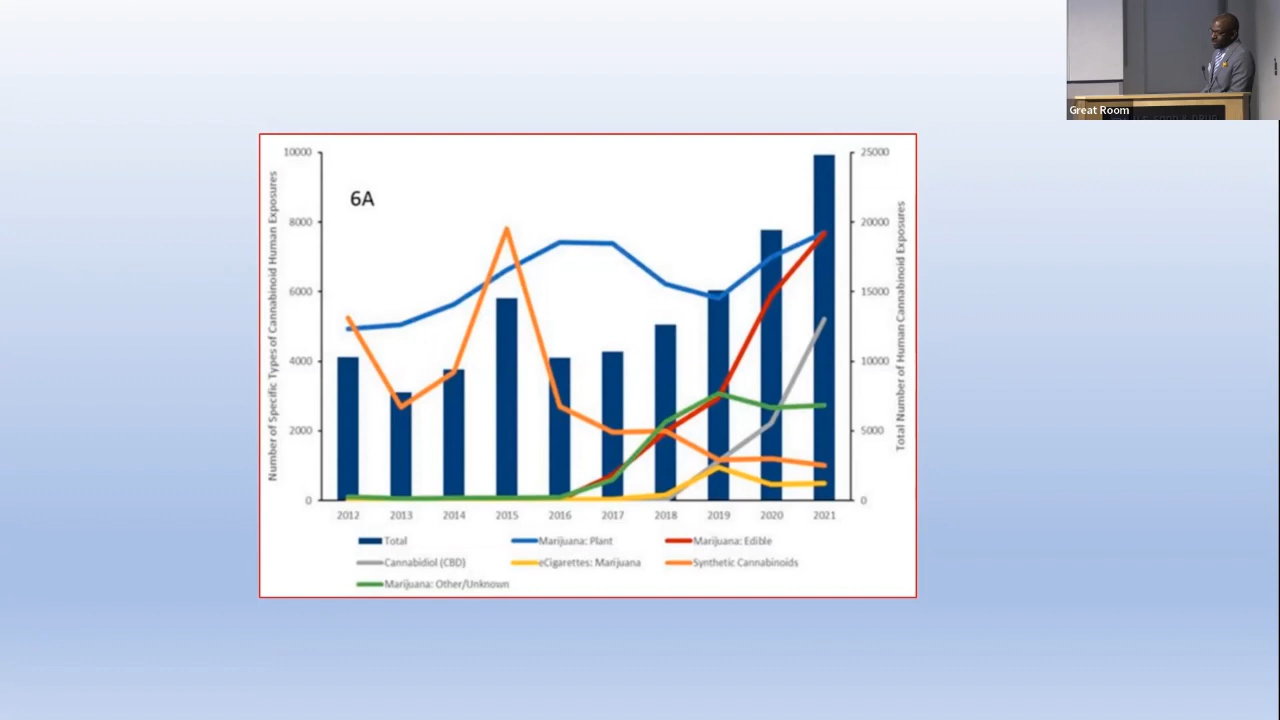 Great Room
6A
Number of Specific Types of Cannabinoid Human Exposures
10000
8000
6000
4000
2000
0
25000
20000
15000
10000
5000
0
Total Number of Human Cannabinoid Exposures
2012 2013 2014 2015 2016 2017 2018 2019 2020 2021
Total Marijuana: Plant Marijuana: Edible
Cannabidiol (CBD) eCigarettes: Marijuana Synthetic Cannabinoids
Marijuana: Other/Unknown